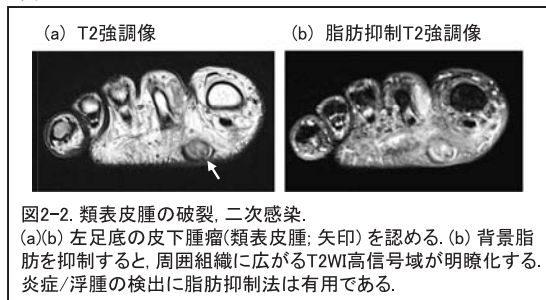 (a) T2強調像
(b) 脂肪抑制T2強調像
図2-2. 類表皮腫の破裂, 二次感染.
(a)(b) 左足底の皮下腫瘤(類表皮腫; 矢印) を認める. (b) 背景脂
肪を抑制すると, 周囲組織に広がるT2WI高信号域が明瞭化する.
炎症/浮腫の検出に脂肪抑制法は有用である.